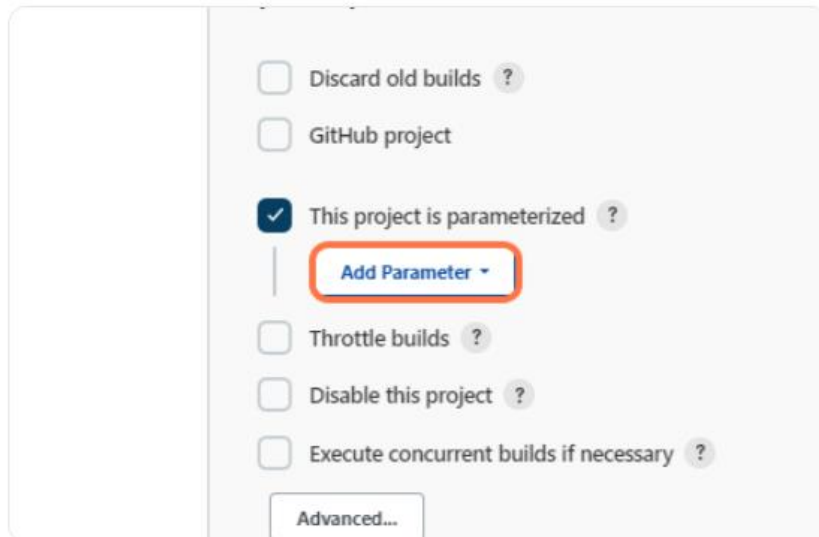 Discard old builds ?
GitHub project
This project is parameterized ?
Add Parameter
Throttle builds ?
Disable this project ?
Execute concurrent builds if necessary ?
Advanced...